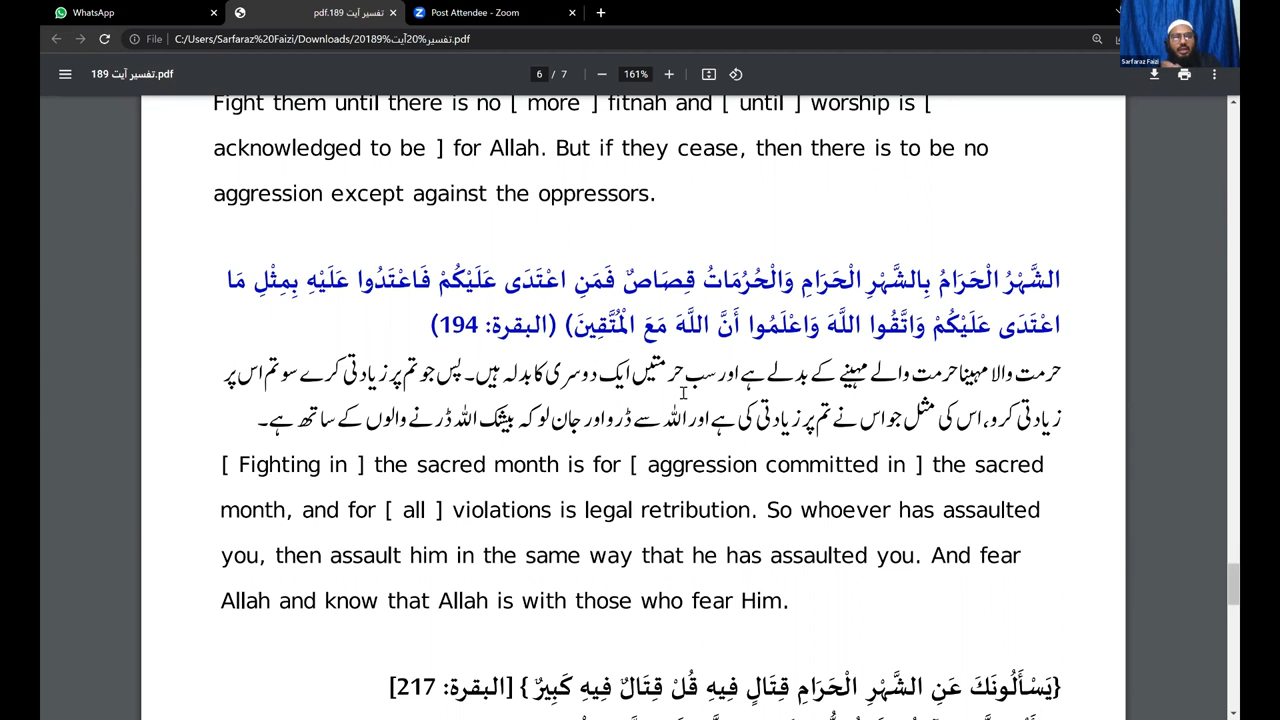 WhatsApp
تفسیر آیت 189.pdf
Post Attendee - Zoom
File C:/Users/Sarfaraz%20Faizi/Downloads/20189%تفسیر%20آیت.pdf
Sarfaraz Faizi
تفسیر آیت 189.pdf
6 / 7
161%
Fight them until there is no [ more ] fitnah and [ until ] worship is [
acknowledged to be ] for Allah. But if they cease, then there is to be no
aggression except against the oppressors.
الشَّهْرُ الْحَرَامُ بِالشَّهْرِ الْحَرَامِ وَالْحُرُمَاتُ قِصَاصٌ فَمَنِ اعْتَدَى عَلَيْكُمْ فَاعْتَدُوا عَلَيْهِ بِمِثْلِ مَا
اعْتَدَى عَلَيْكُمْ وَاتَّقُوا اللَّهَ وَاعْلَمُوا أَنَّ اللَّهَ مَعَ الْمُتَّقِينَ) (البقرة: 194)
حرمت والا مہینا حرمت والے مہینے کے بدلے ہے اور سب حرمتیں ایک دوسری کا بدلہ ہیں۔ پس جو تم پر زیادتی کرے سو تم اس پر
زیادتی کرو، اس کی مثل جو اس نے تم پر زیادتی کی ہے اور اللہ سے ڈرو اور جان لو کہ بیشک اللہ ڈرنے والوں کے ساتھ ہے۔
[ Fighting in ] the sacred month is for [ aggression committed in ] the sacred
month, and for [ all ] violations is legal retribution. So whoever has assaulted
you, then assault him in the same way that he has assaulted you. And fear
Allah and know that Allah is with those who fear Him.
{يَسْأَلُونَكَ عَنِ الشَّهْرِ الْحَرَامِ قِتَالٍ فِيهِ قُلْ قِتَالٌ فِيهِ كَبِيرٌ } [البقرة: 217]